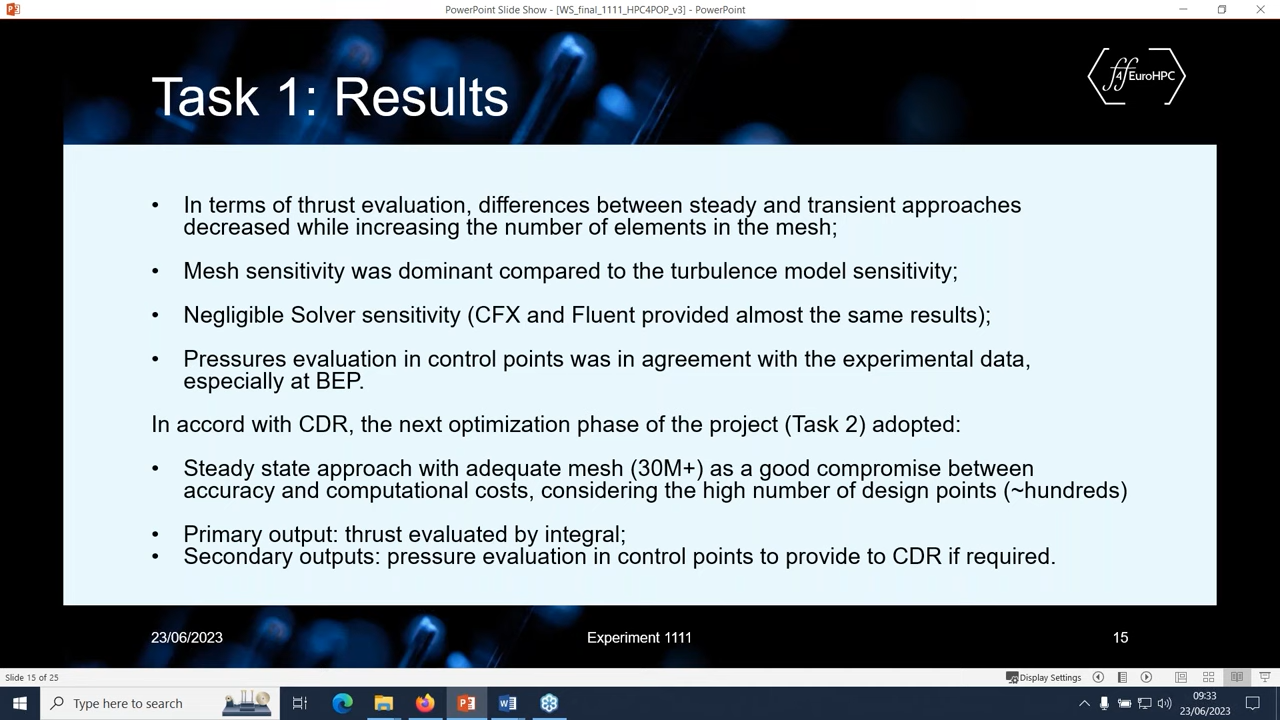 PowerPoint Slide Show - [WS_final_1111_HPC4POP_v3] - PowerPoint
Task 1: Results
ff4EuroHPC
• In terms of thrust evaluation, differences between steady and transient approaches
decreased while increasing the number of elements in the mesh;
• Mesh sensitivity was dominant compared to the turbulence model sensitivity;
• Negligible Solver sensitivity (CFX and Fluent provided almost the same results);
• Pressures evaluation in control points was in agreement with the experimental data,
especially at BEP.
In accord with CDR, the next optimization phase of the project (Task 2) adopted:
• Steady state approach with adequate mesh (30M+) as a good compromise between
accuracy and computational costs, considering the high number of design points (~hundreds)
• Primary output: thrust evaluated by integral;
• Secondary outputs: pressure evaluation in control points to provide to CDR if required.
23/06/2023
Experiment 1111
15
Slide 15 of 25
Display Settings
Type here to search
09:33
23/06/2023